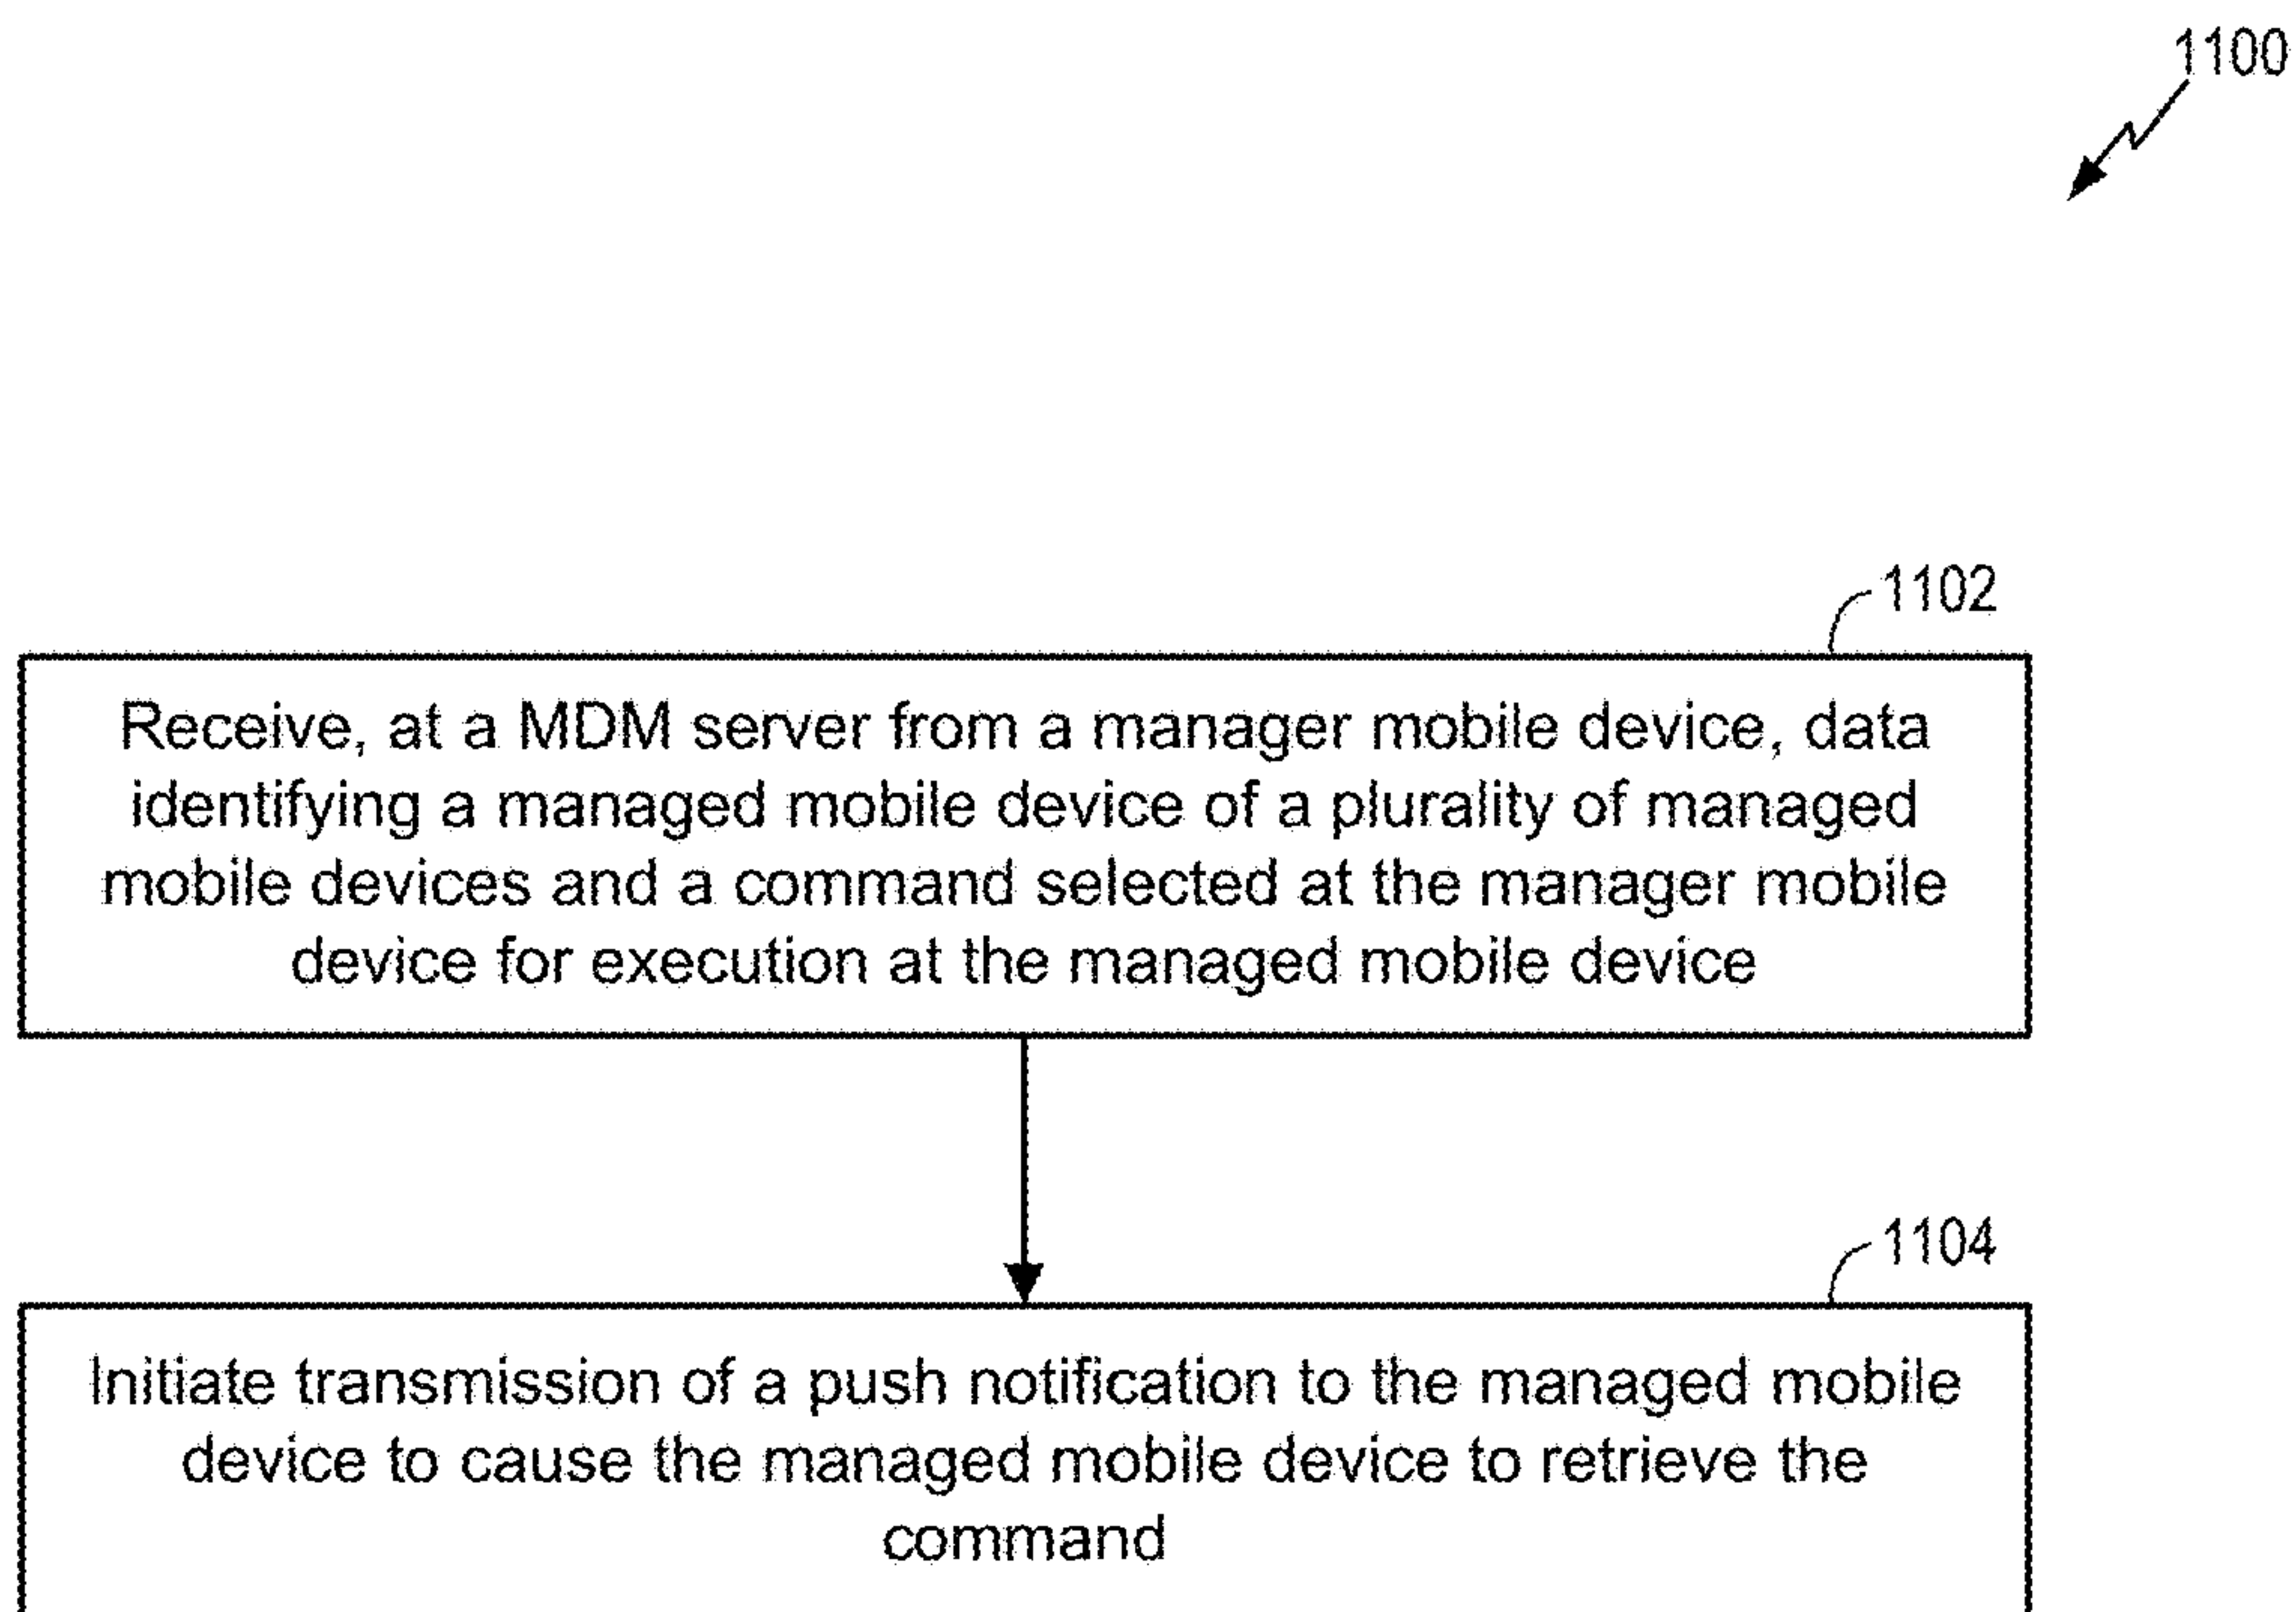 1100
1102
Receive, at a MDM server from a manager mobile device, data
identifying a managed mobile device of a plurality of managed
mobile devices and a command selected at the manager mobile
device for execution at the managed mobile device
1104
Initiate transmission of a push notification to the managed mobile
device to cause the managed mobile device to retrieve the
command